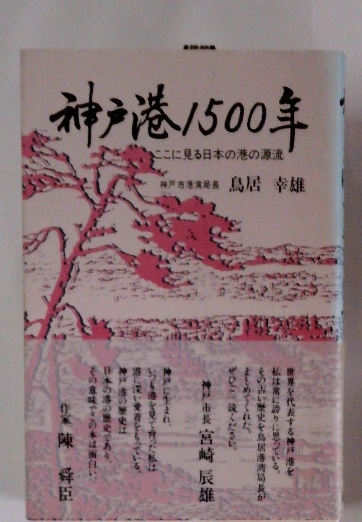 神戸港1500年
ここに見る日本の港の源流
神戸市港湾局長 鳥居 幸雄
世界を代表する神戸港を
私は常に誇りに思っている。
その古い歴史を鳥居港湾局長が
まとめてくれた。
ぜひご一読ください。
神戸市長 宮崎 辰雄
神戸に生まれ、
いつも港を見て育った私は
港に深い愛着をもっている。
神戸港の歴史は
日本の港の歴史であり、
その意味でこの本は面白い。
作家 陳 舜臣